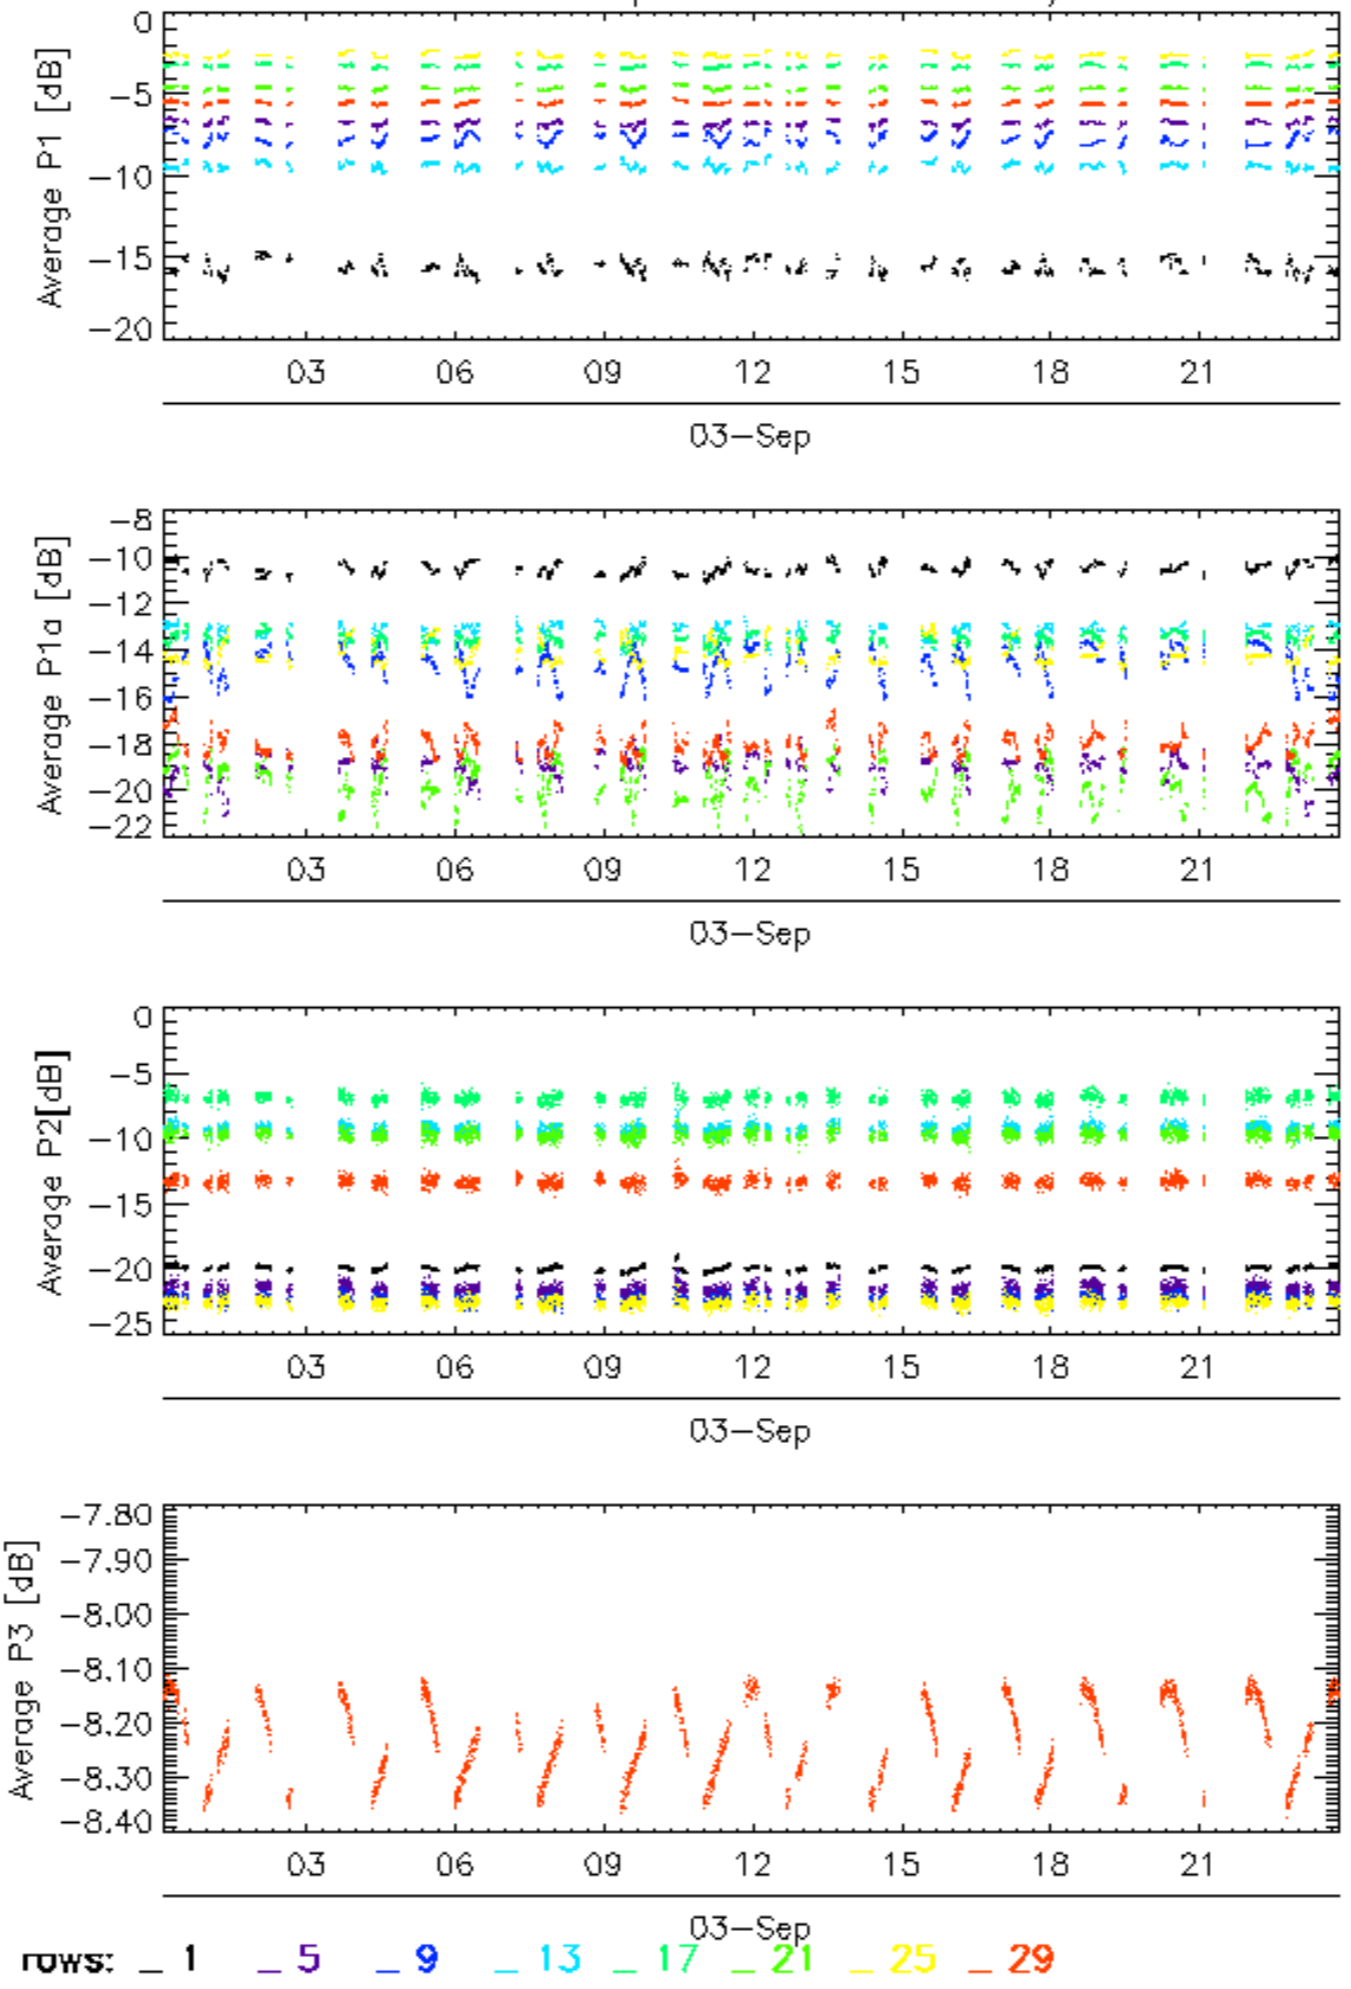 Average P1 [dB]
0
−5
−10
−15
−20
03 06 09 12 15 18 21
03−Sep
Average P1a [dB]
−8
−10
−12
−14
−16
−18
−20
−22
03 06 09 12 15 18 21
03−Sep
Average P2[dB]
0
−5
−10
−15
−20
−25
03 06 09 12 15 18 21
03−Sep
Average P3 [dB]
−7.80
−7.90
−8.00
−8.10
−8.20
−8.30
−8.40
03 06 09 12 15 18 21
03−Sep
rows: _ 1 _ 5 _ 9 _ 13 _ 17 _ 21 _ 25 _ 29